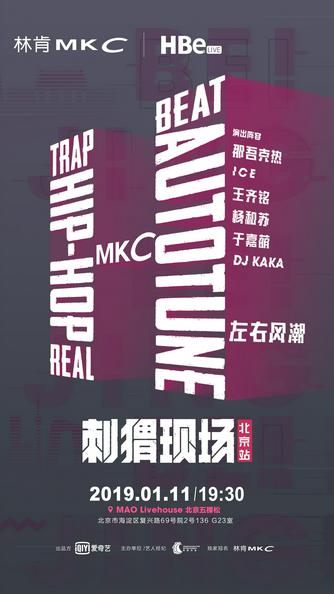 林肯MKC
HBe LIVE
TRAP
HIP-HOP
REAL
MKC
BEAT
AUTOTUNE
演出阵容
那吾克热
ICE
王齐铭
杨和苏
于嘉萌
DJ KAKA
左右风潮
刺猬现场
北京站
2019.01.11/19:30
MAO Livehouse 北京五棵松
北京市海淀区复兴路69号院2号136 G23室
出品方 iQIYI 爱奇艺 主办单位/艺人经纪 独家冠名 林肯MKC